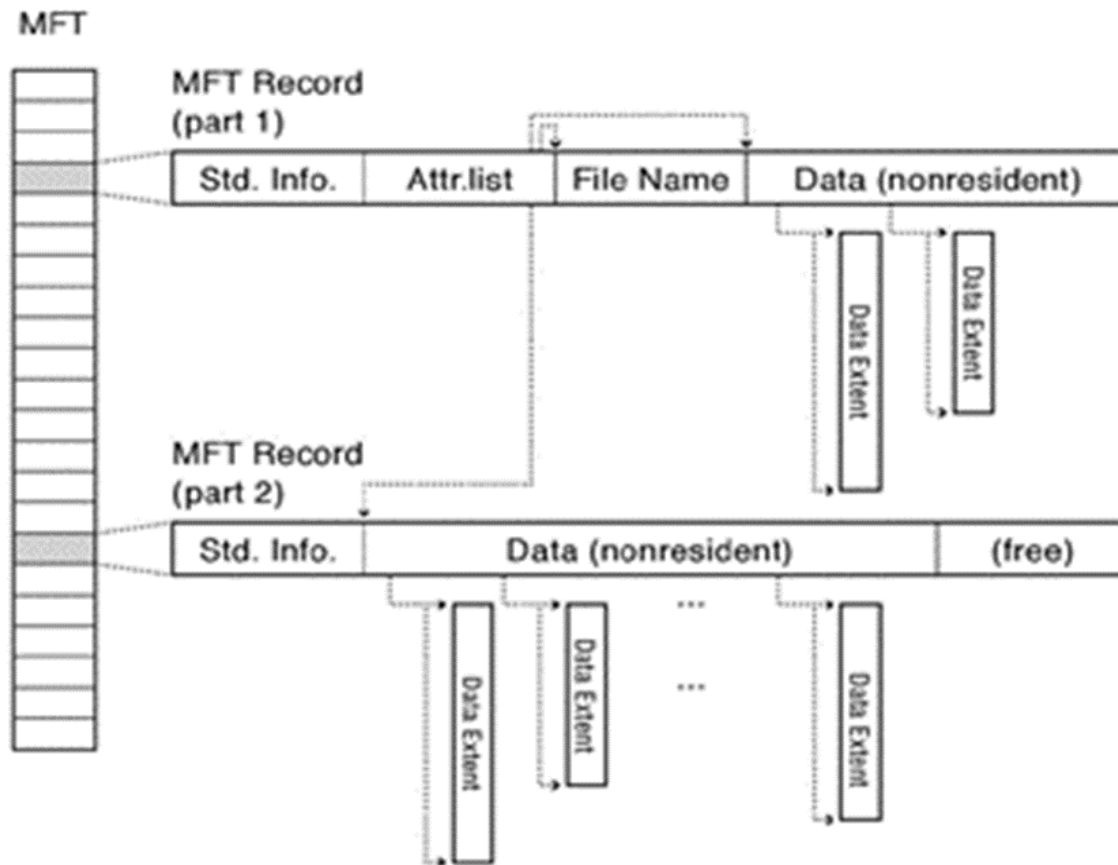 MFT
MFT Record
(part 1)
Std. Info.
Attr.list
File Name
Data (nonresident)
Data Extent
Data Extent
MFT Record
(part 2)
Std. Info.
Data (nonresident)
(free)
Data Extent
Data Extent
...
...
Data Extent